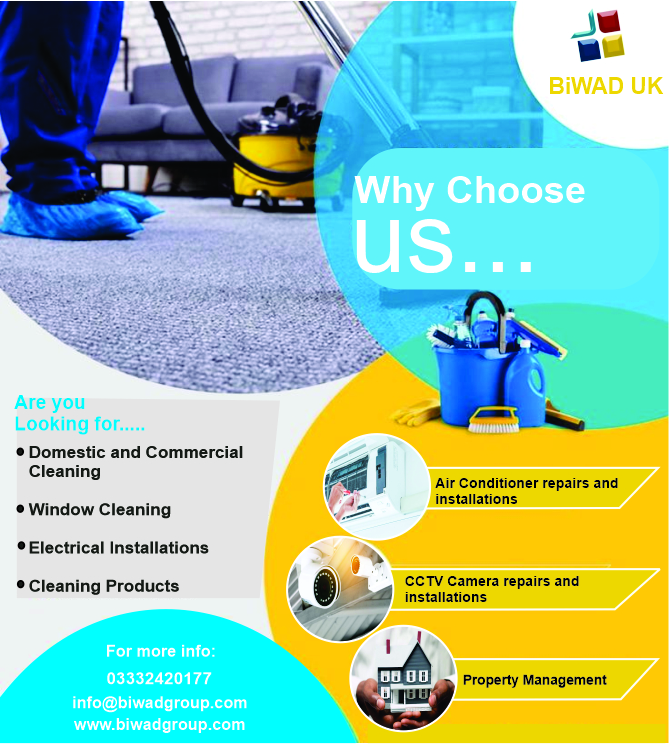 BiWAD UK
Why Choose
us...
Are you
Looking for.....
Domestic and Commercial
Cleaning
Window Cleaning
Electrical Installations
Cleaning Products
Air Conditioner repairs and
installations
CCTV Camera repairs and
installations
Property Management
For more info:
03332420177
info@biwadgroup.com
www.biwadgroup.com